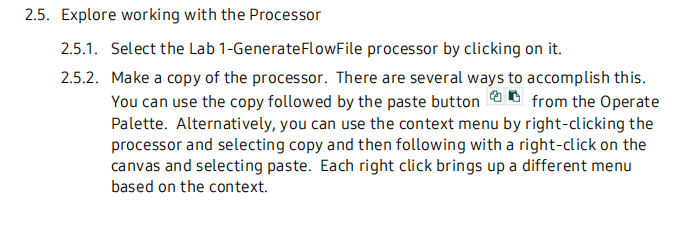 2.5. Explore working with the Processor
2.5.1. Select the Lab 1-GenerateFlowFile processor by clicking on it.
2.5.2. Make a copy of the processor. There are several ways to accomplish this.
You can use the copy followed by the paste button from the Operate
Palette. Alternatively, you can use the context menu by right-clicking the
processor and selecting copy and then following with a right-click on the
canvas and selecting paste. Each right click brings up a different menu
based on the context.